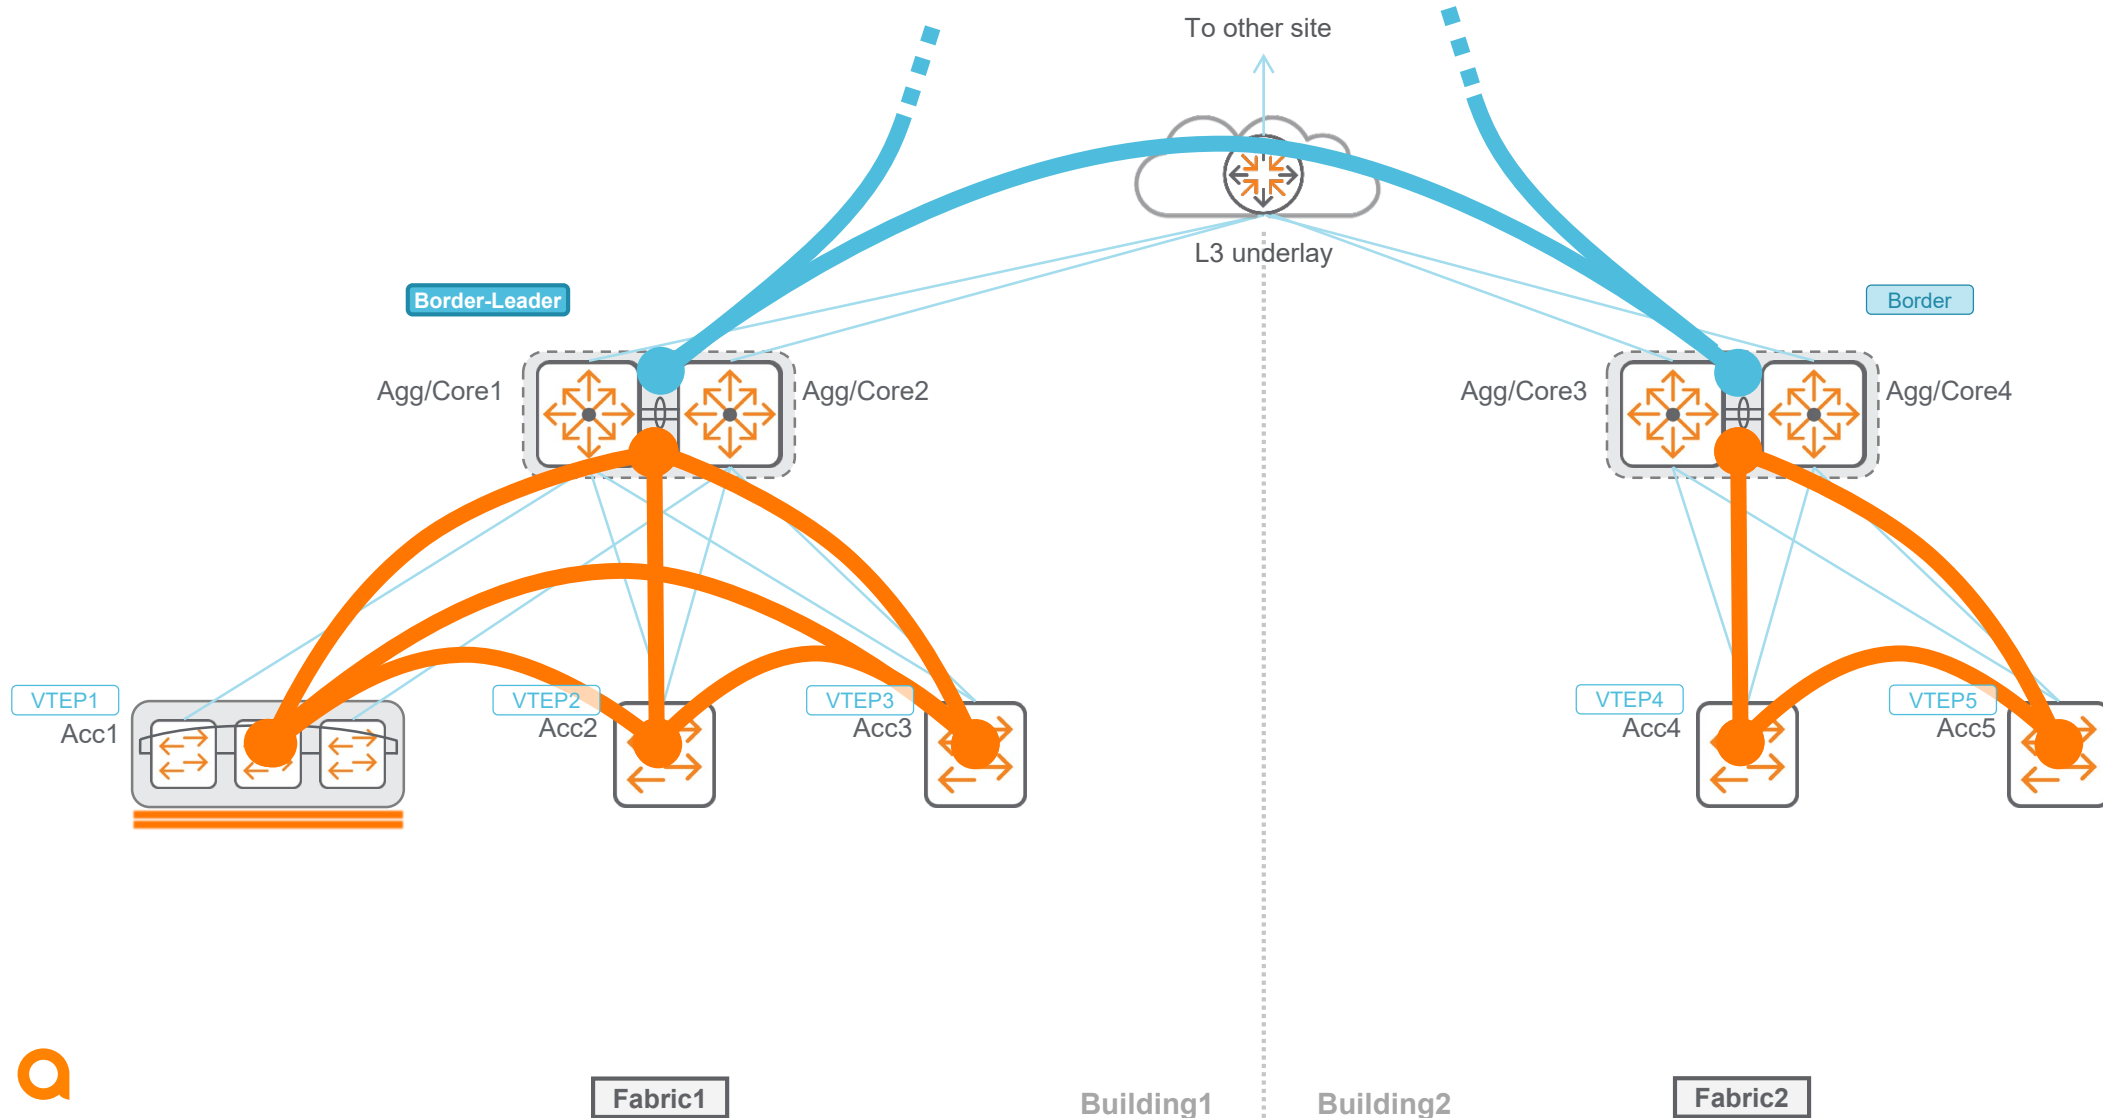 To other site
L3 underlay
Border-Leader
Border
Agg/Core1
Agg/Core2
Agg/Core3
Agg/Core4
VTEP1
VTEP2
VTEP3
VTEP4
VTEP5
Acc1
Acc2
Acc3
Acc4
Acc5
Fabric1
Building1
Building2
Fabric2